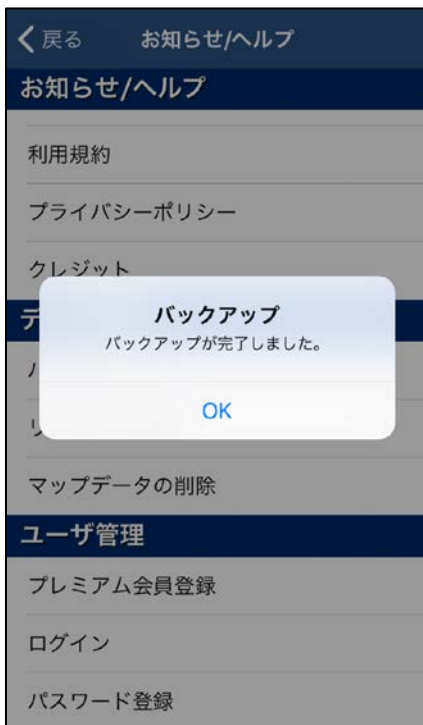 戻る お知らせ/ヘルプ
お知らせ/ヘルプ
利用規約
プライバシーポリシー
クレジット
バックアップ
バックアップが完了しました。
OK
マップデータの削除
ユーザ管理
プレミアム会員登録
ログイン
パスワード登録